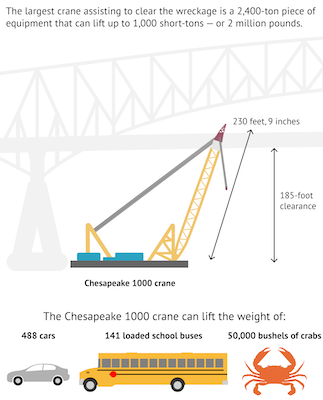 The largest crane assisting to clear the wreckage is a 2,400-ton piece of
equipment that can lift up to 1,000 short-tons — or 2 million pounds.
230 feet, 9 inches
185-foot
clearance
Chesapeake 1000 crane
The Chesapeake 1000 crane can lift the weight of:
488 cars
141 loaded school buses
50,000 bushels of crabs